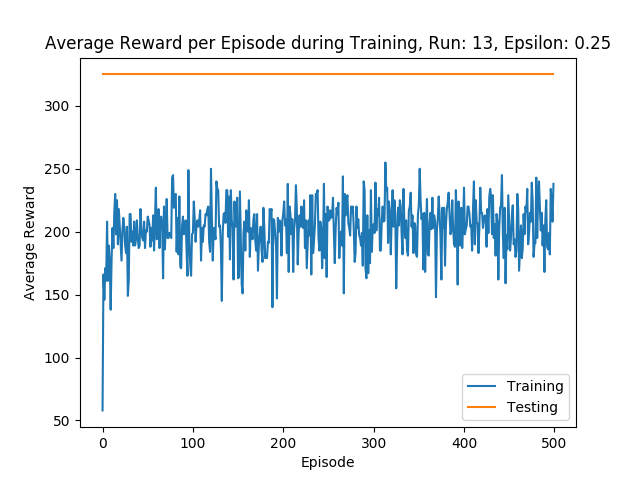 Average Reward per Episode during Training, Run: 13, Epsilon: 0.25
300
250
200
150
100
50
Average Reward
0
100
200
300
400
500
Episode
Training
Testing